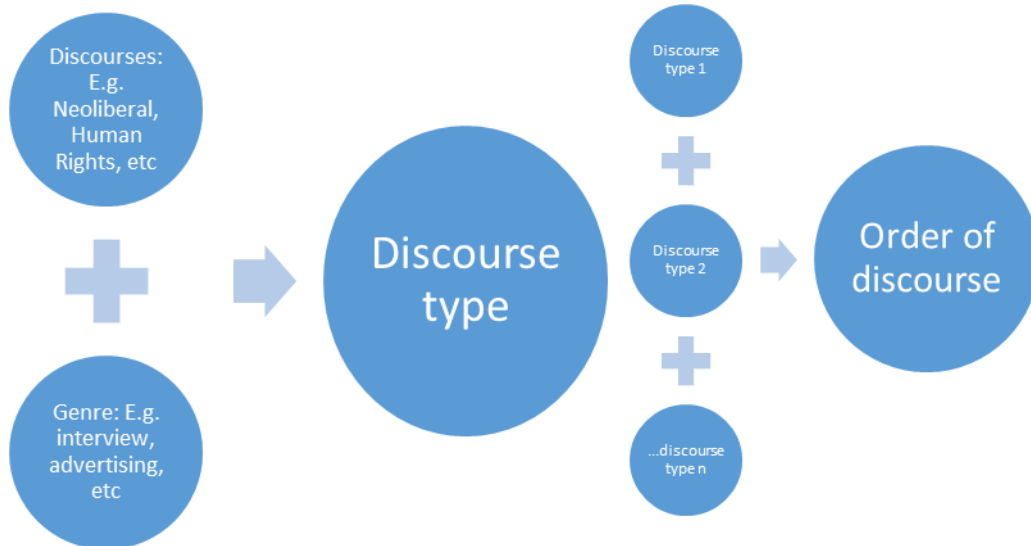 Discourses:
E.g.
Neoliberal,
Human
Rights, etc
Genre: E.g.
interview,
advertising,
etc
Discourse
type
Discourse
type 1
Discourse
type 2
...discourse
type n
Order of
discourse